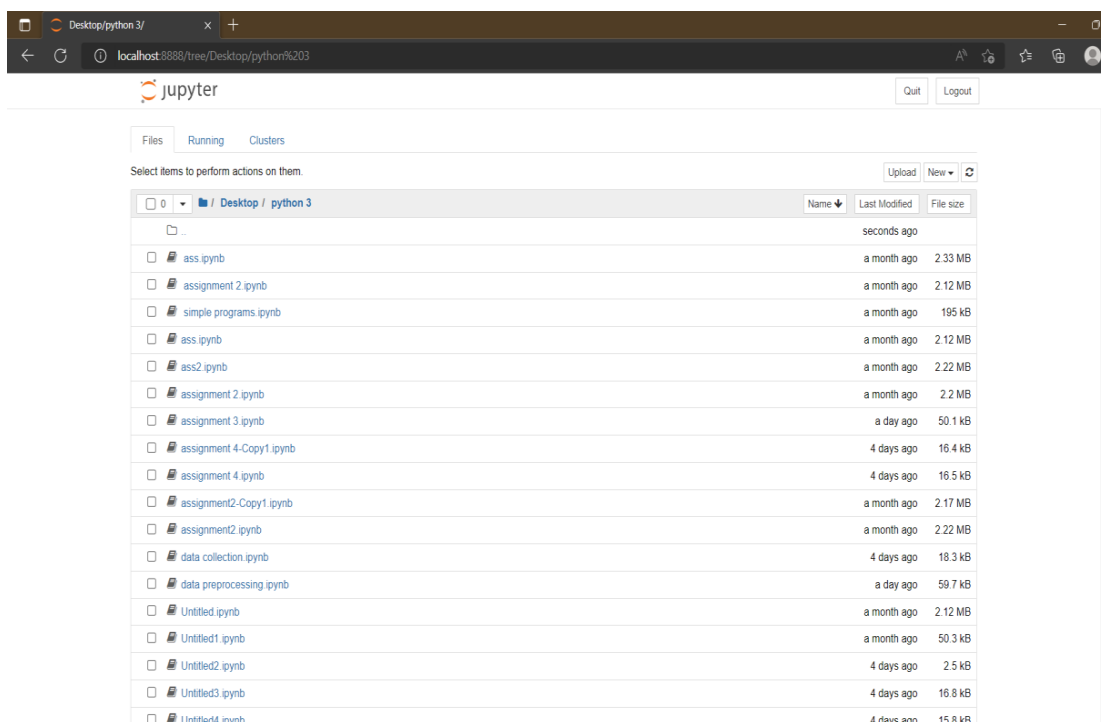 Desktop/python 3/
localhost:8888/tree/Desktop/python%203
jupyter
Quit Logout
Files Running Clusters
Select items to perform actions on them.
Upload New
0 / Desktop / python 3 Name Last Modified File size
.. seconds ago
ass.ipynb a month ago 2.33 MB
assignment 2.ipynb a month ago 2.12 MB
simple programs.ipynb a month ago 195 kB
ass.ipynb a month ago 2.12 MB
ass2.ipynb a month ago 2.22 MB
assignment 2.ipynb a month ago 2.2 MB
assignment 3.ipynb a day ago 50.1 kB
assignment 4-Copy1.ipynb 4 days ago 16.4 kB
assignment 4.ipynb 4 days ago 16.5 kB
assignment2-Copy1.ipynb a month ago 2.17 MB
assignment2.ipynb a month ago 2.22 MB
data collection.ipynb 4 days ago 18.3 kB
data preprocessing.ipynb a day ago 59.7 kB
Untitled.ipynb a month ago 2.12 MB
Untitled1.ipynb a month ago 50.3 kB
Untitled2.ipynb 4 days ago 2.5 kB
Untitled3.ipynb 4 days ago 16.8 kB
Untitled4.ipynb 4 days ago 15.8 kB